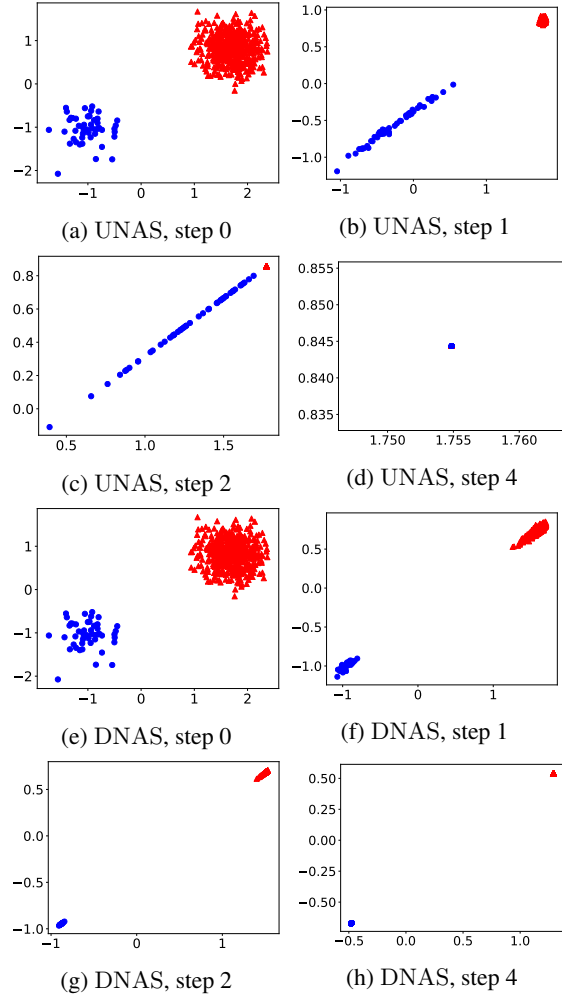 1
0
−1
−2
−1 0 1 2
(a) UNAS, step 0
1.0
0.5
0.0
−0.5
−1.0
−1 0 1
(b) UNAS, step 1
0.8
0.6
0.4
0.2
0.0
0.5 1.0 1.5
(c) UNAS, step 2
0.855
0.850
0.845
0.840
0.835
1.750 1.755 1.760
(d) UNAS, step 4
1
0
−1
−2
−1 0 1 2
(e) DNAS, step 0
0.5
0.0
−0.5
−1.0
−1 0 1
(f) DNAS, step 1
0.5
0.0
−0.5
−1.0
−1 0 1
(g) DNAS, step 2
0.50
0.25
0.00
−0.25
−0.50
−0.5 0.0 0.5 1.0
(h) DNAS, step 4